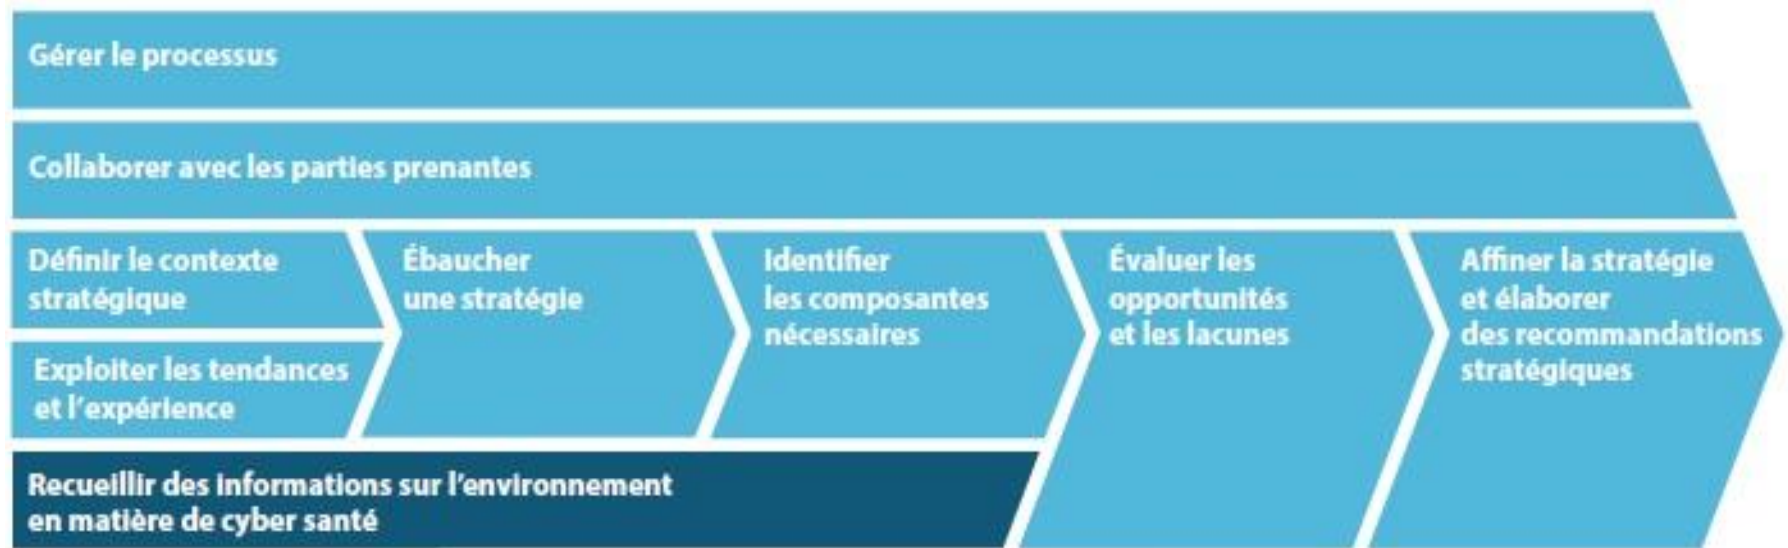 Gérer le processus
Collaborer avec les parties prenantes
Définir le contexte
stratégique
Exploiter les tendances
et l'expérience
Ébaucher
une stratégie
Identifier
les composantes
nécessaires
Évaluer les
opportunités
et les lacunes
Affiner la stratégie
et élaborer
des recommandations
stratégiques
Recueillir des informations sur l'environnement
en matière de cyber santé